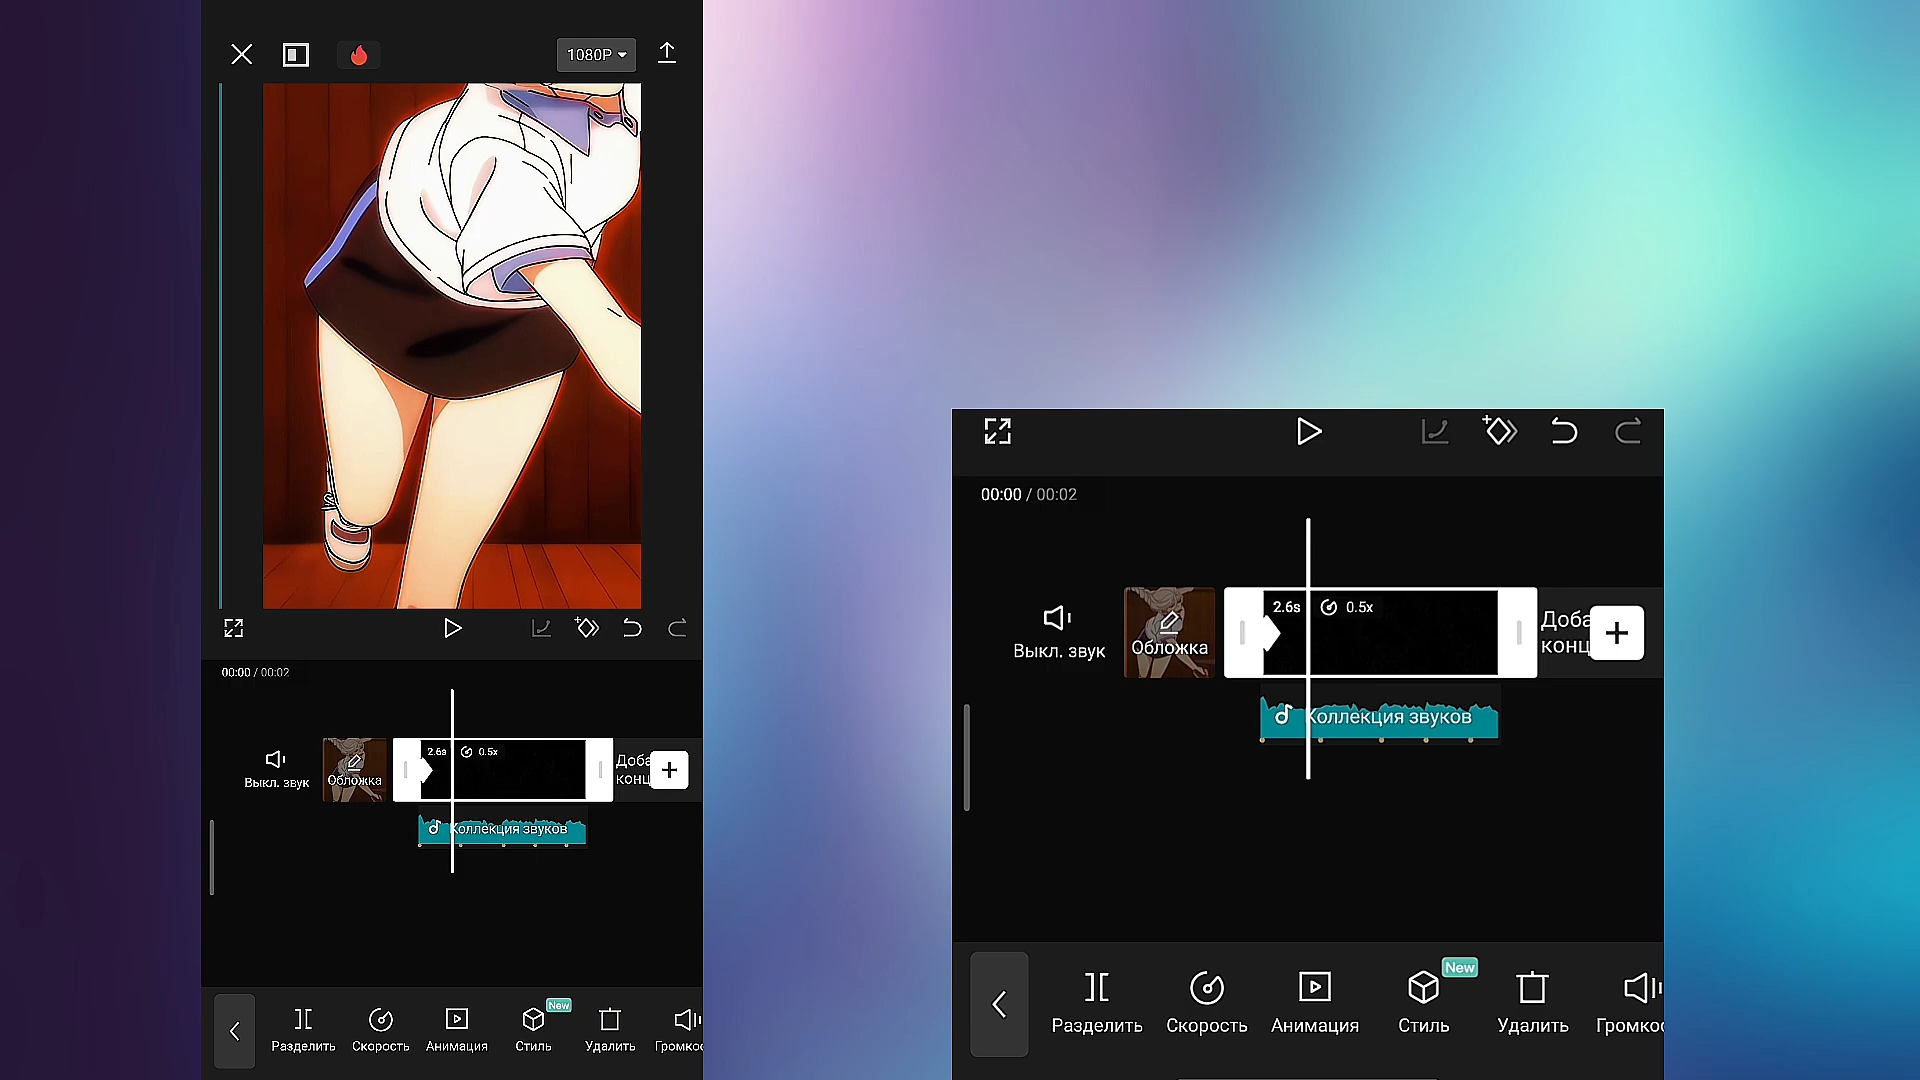 1080P
00:00 / 00:02
2.6s 0.5x
Выкл. звук
Обложка
Доба
конц
Коллекция звуков
New
Разделить
Скорость
Анимация
Стиль
Удалить
Громкос
00:00 / 00:02
2.6s 0.5x
Выкл. звук
Обложка
Доба
конц
Коллекция звуков
New
Разделить
Скорость
Анимация
Стиль
Удалить
Громкос